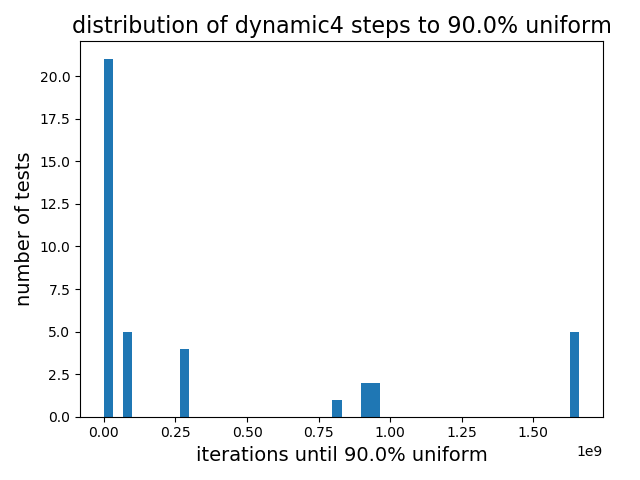 distribution of dynamic4 steps to 90.0% uniform
number of tests
20.0
17.5
15.0
12.5
10.0
7.5
5.0
2.5
0.0
0.00 0.25 0.50 0.75 1.00 1.25 1.50
1e9
iterations until 90.0% uniform